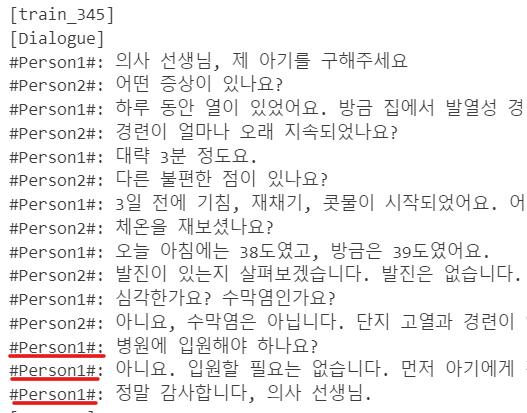 [train_345]
[Dialogue]
#Person1#: 의사 선생님, 제 아기를 구해주세요
#Person2#: 어떤 증상이 있나요?
#Person1#: 하루 동안 열이 있었어요. 방금 집에서 발열성 경
#Person2#: 경련이 얼마나 오래 지속되었나요?
#Person1#: 대략 3분 정도요.
#Person2#: 다른 불편한 점이 있나요?
#Person1#: 3일 전에 기침, 재채기, 콧물이 시작되었어요. 어
#Person2#: 체온을 재보셨나요?
#Person1#: 오늘 아침에는 38도였고, 방금은 39도였어요.
#Person2#: 발진이 있는지 살펴보겠습니다. 발진은 없습니다.
#Person1#: 심각한가요? 수막염인가요?
#Person2#: 아니요, 수막염은 아닙니다. 단지 고열과 경련이
#Person1#: 병원에 입원해야 하나요?
#Person1#: 아니요. 입원할 필요는 없습니다. 먼저 아기에게
#Person1#: 정말 감사합니다, 의사 선생님.